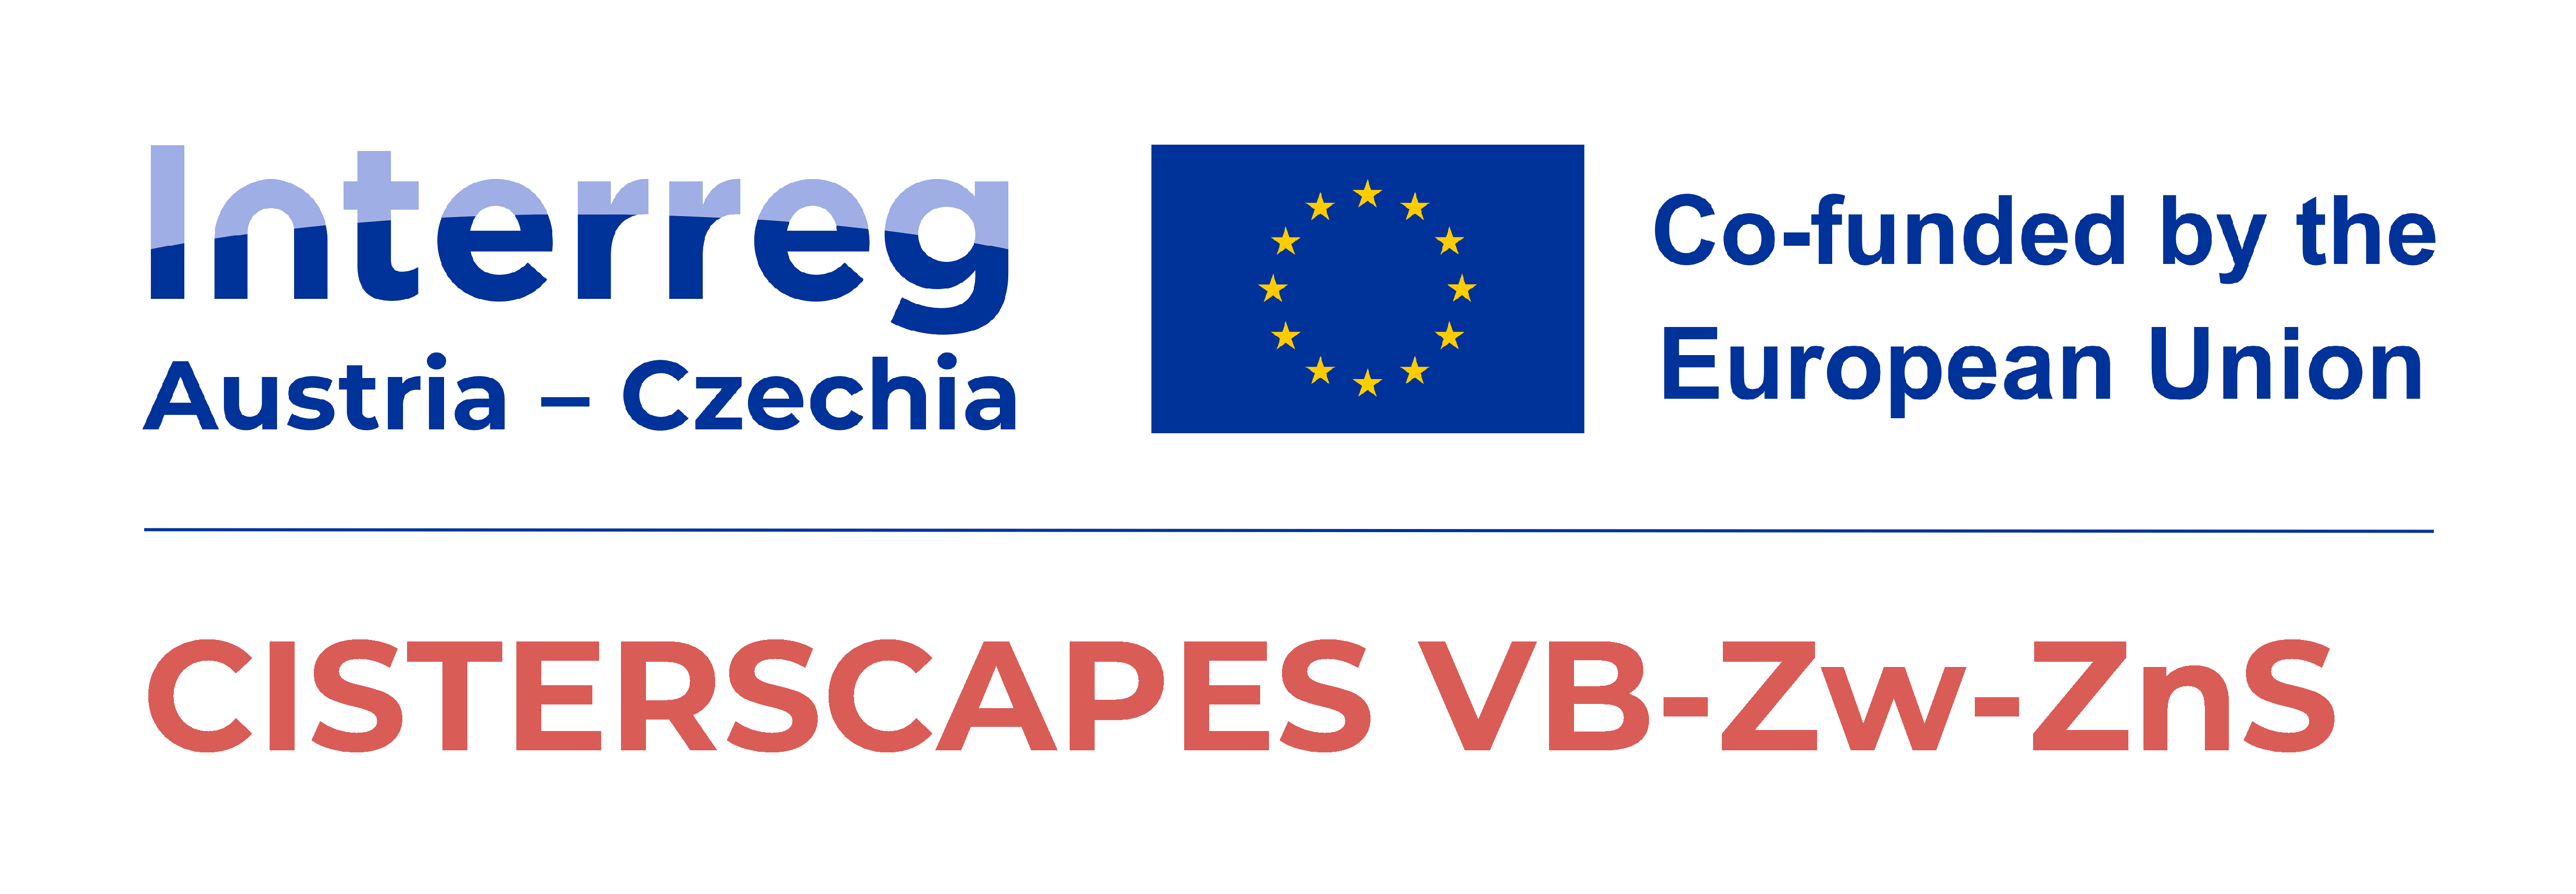 Interreg
Austria – Czechia
Co-funded by the
European Union
CISTERSCAPES VB-Zw-ZnS